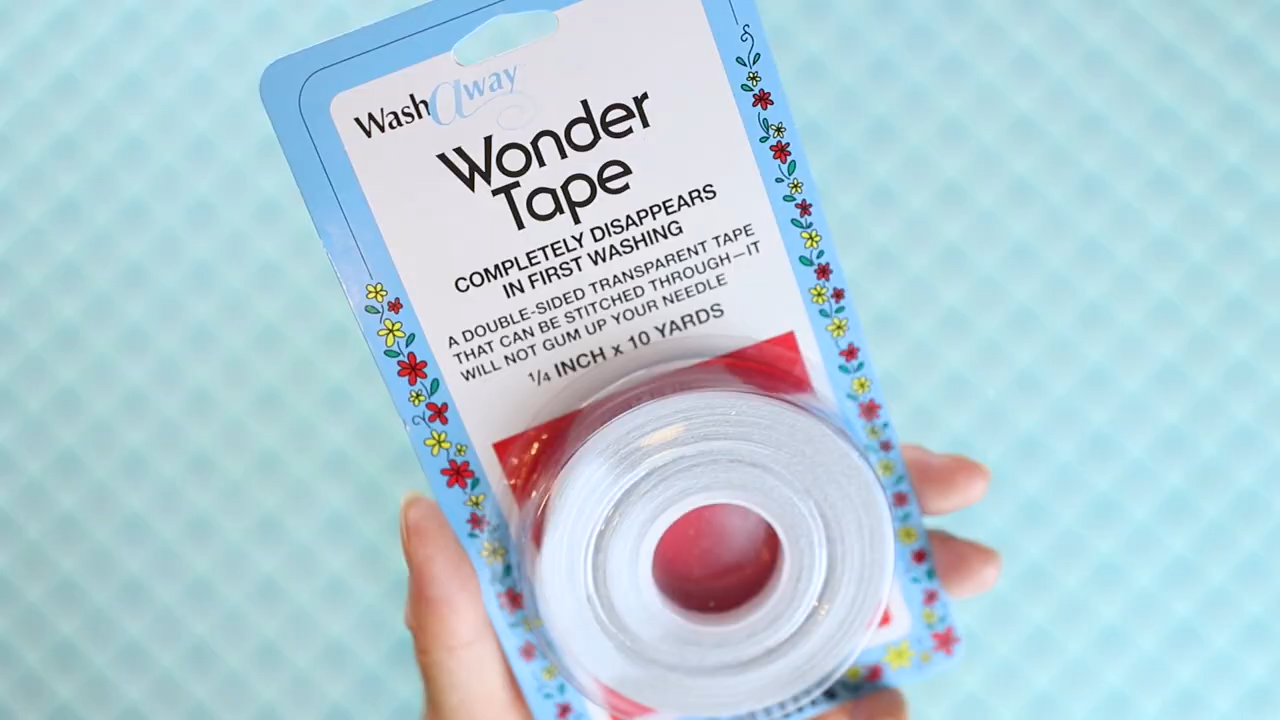 Wash away
Wonder
Tape
COMPLETELY DISAPPEARS
IN FIRST WASHING
A DOUBLE-SIDED TRANSPARENT TAPE
THAT CAN BE STITCHED THROUGH—IT
WILL NOT GUM UP YOUR NEEDLE
1/4 INCH x 10 YARDS